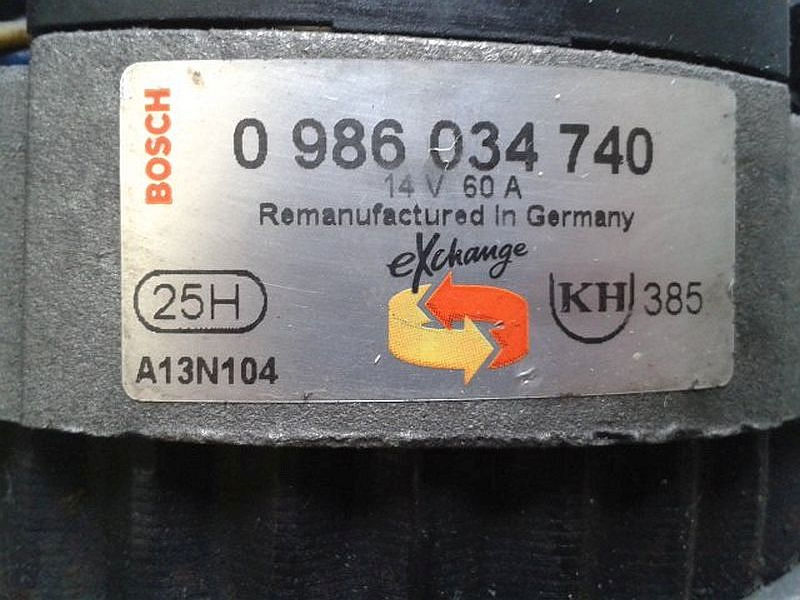 BOSCH
0 986 034 740
14 V 60 A
Remanufactured in Germany
eXchange
25H
KH 385
A13N104